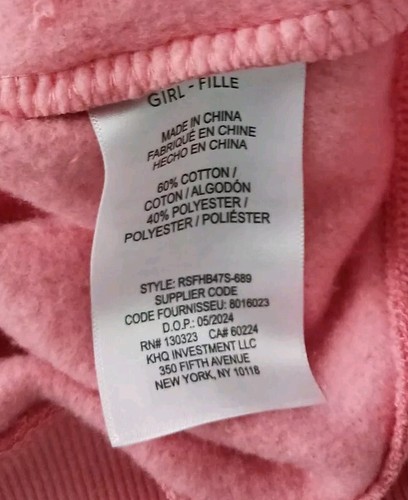 GIRL - FILLE
MADE IN CHINA
FABRIQUÉ EN CHINE
HECHO EN CHINA
60% COTTON /
COTON / ALGODÓN
40% POLYESTER /
POLYESTER / POLIÉSTER
STYLE: RSFHB47S-689
SUPPLIER CODE
CODE FOURNISSEU: 8016023
D.O.P.: 05/2024
RN# 130323 CA# 60224
KHQ INVESTMENT LLC
350 FIFTH AVENUE
NEW YORK, NY 10118